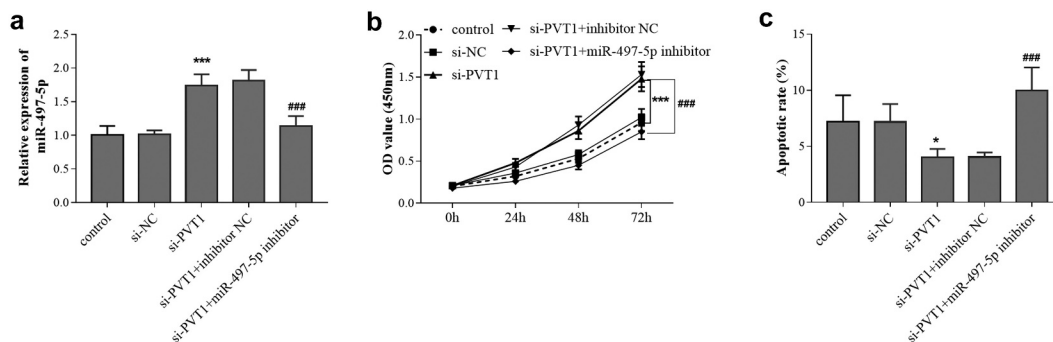 a
Relative expression of
miR-497-5p
2.5
2.0
1.5
1.0
0.5
0.0
***
###
control
si-NC
si-PVT1
si-PVT1+inhibitor NC
si-PVT1+miR-497-5p inhibitor
b
control
si-NC
si-PVT1
si-PVT1+inhibitor NC
si-PVT1+miR-497-5p inhibitor
OD value (450nm)
2.0
1.5
1.0
0.5
0.0
0h
24h
48h
72h
***
###
c
Apoptotic rate (%)
15
10
5
0
*
###
control
si-NC
si-PVT1
si-PVT1+inhibitor NC
si-PVT1+miR-497-5p inhibitor